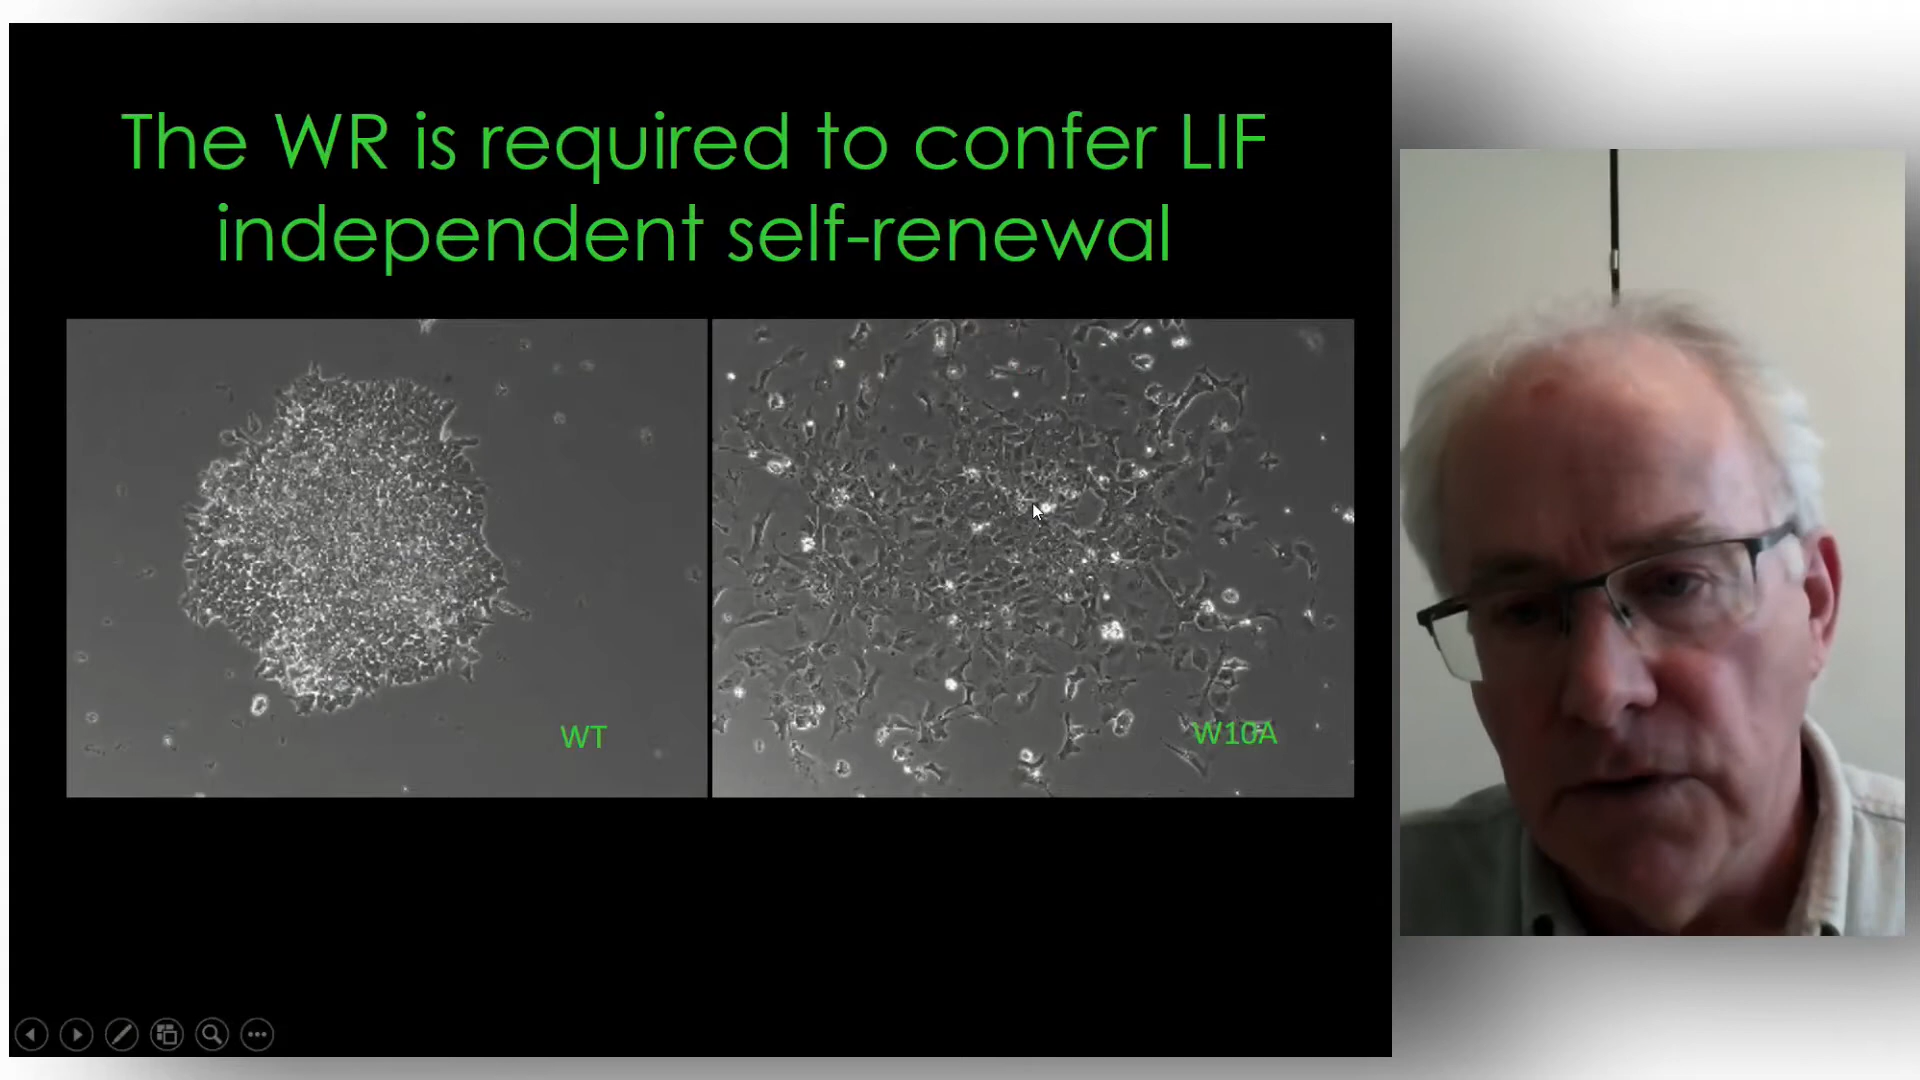 The WR is required to confer LIF
independent self-renewal
WT
W10A